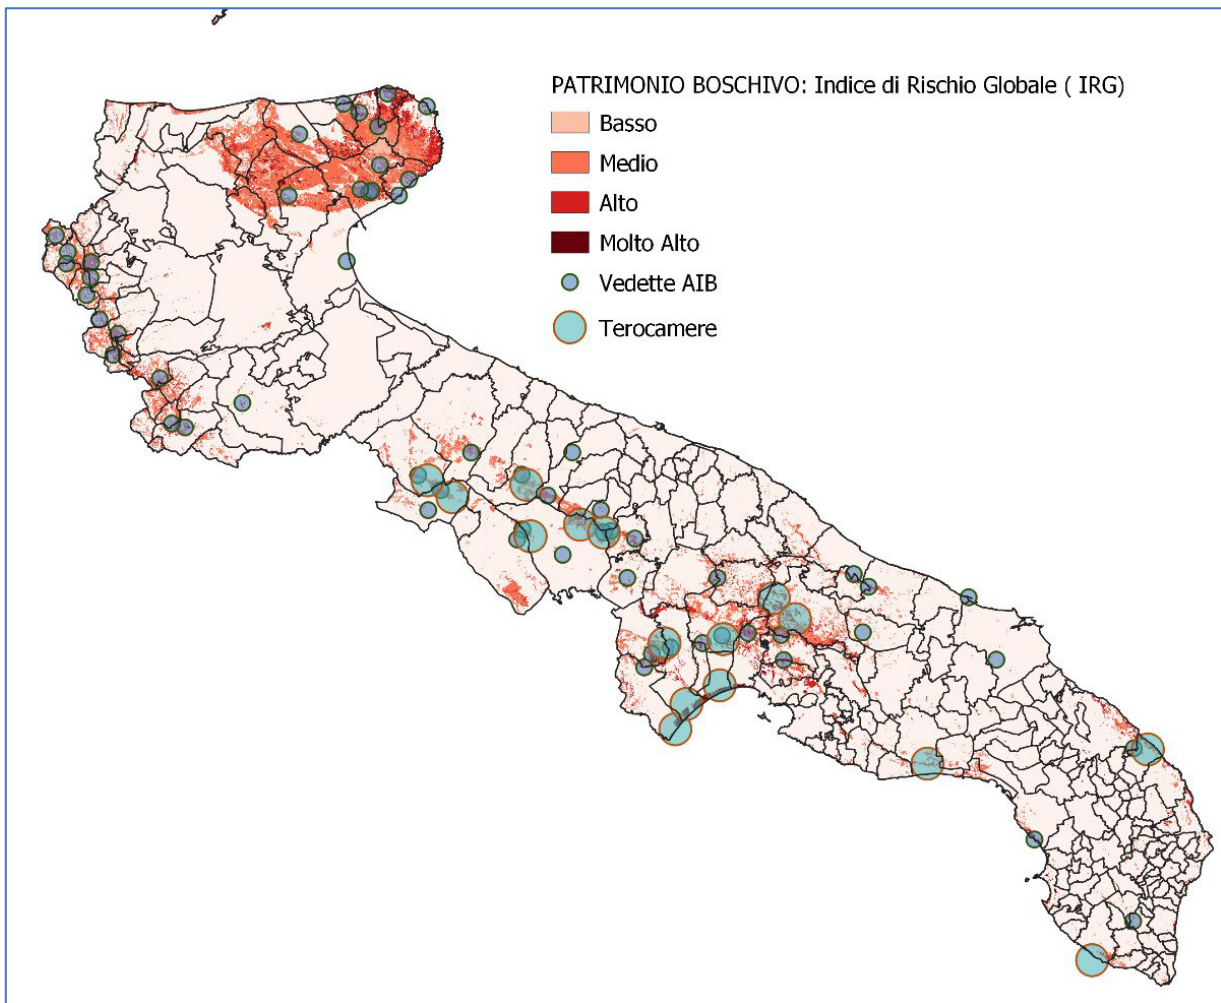 PATRIMONIO BOSCHIVO: Indice di Rischio Globale ( IRG)
Basso
Medio
Alto
Molto Alto
Vedette AIB
Terocamere